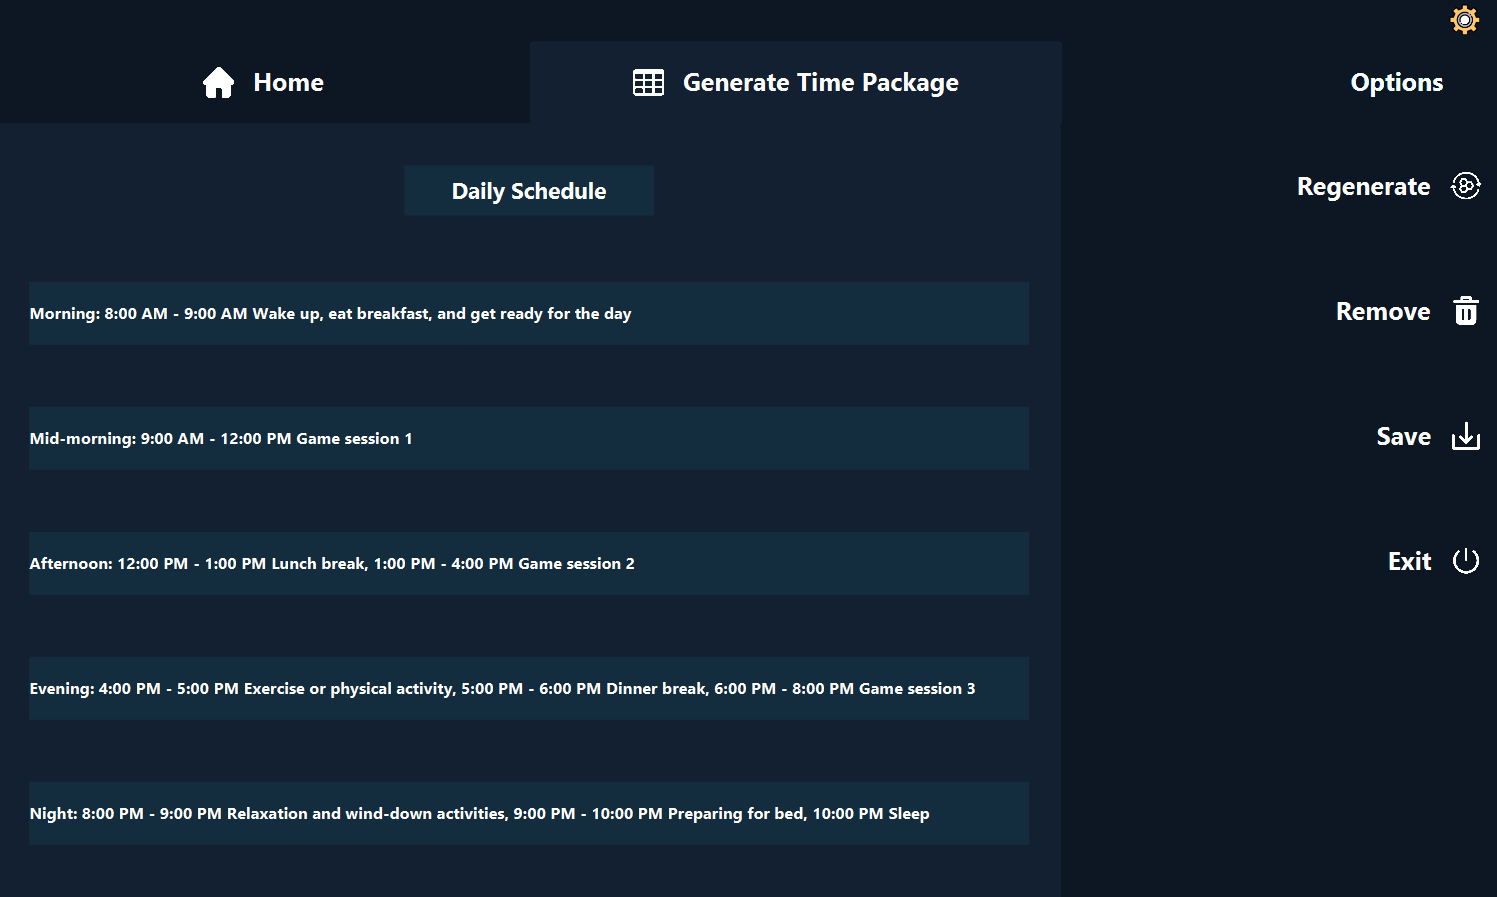 Home
Generate Time Package
Options
Daily Schedule
Regenerate
Morning: 8:00 AM - 9:00 AM Wake up, eat breakfast, and get ready for the day
Remove
Mid-morning: 9:00 AM - 12:00 PM Game session 1
Save
Afternoon: 12:00 PM - 1:00 PM Lunch break, 1:00 PM - 4:00 PM Game session 2
Exit
Evening: 4:00 PM - 5:00 PM Exercise or physical activity, 5:00 PM - 6:00 PM Dinner break, 6:00 PM - 8:00 PM Game session 3
Night: 8:00 PM - 9:00 PM Relaxation and wind-down activities, 9:00 PM - 10:00 PM Preparing for bed, 10:00 PM Sleep